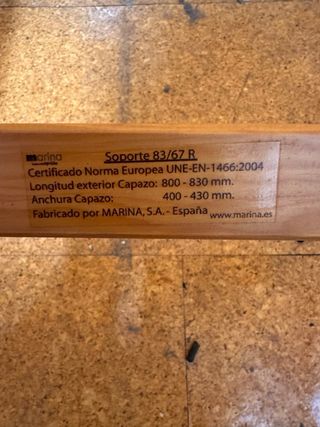 marina
Soporte 83/67 R
Certificado Norma Europea UNE-EN-1466:2004
Longitud exterior Capazo: 800 - 830 mm.
Anchura Capazo: 400 - 430 mm.
Fabricado por MARINA, S.A. - España www.marina.es